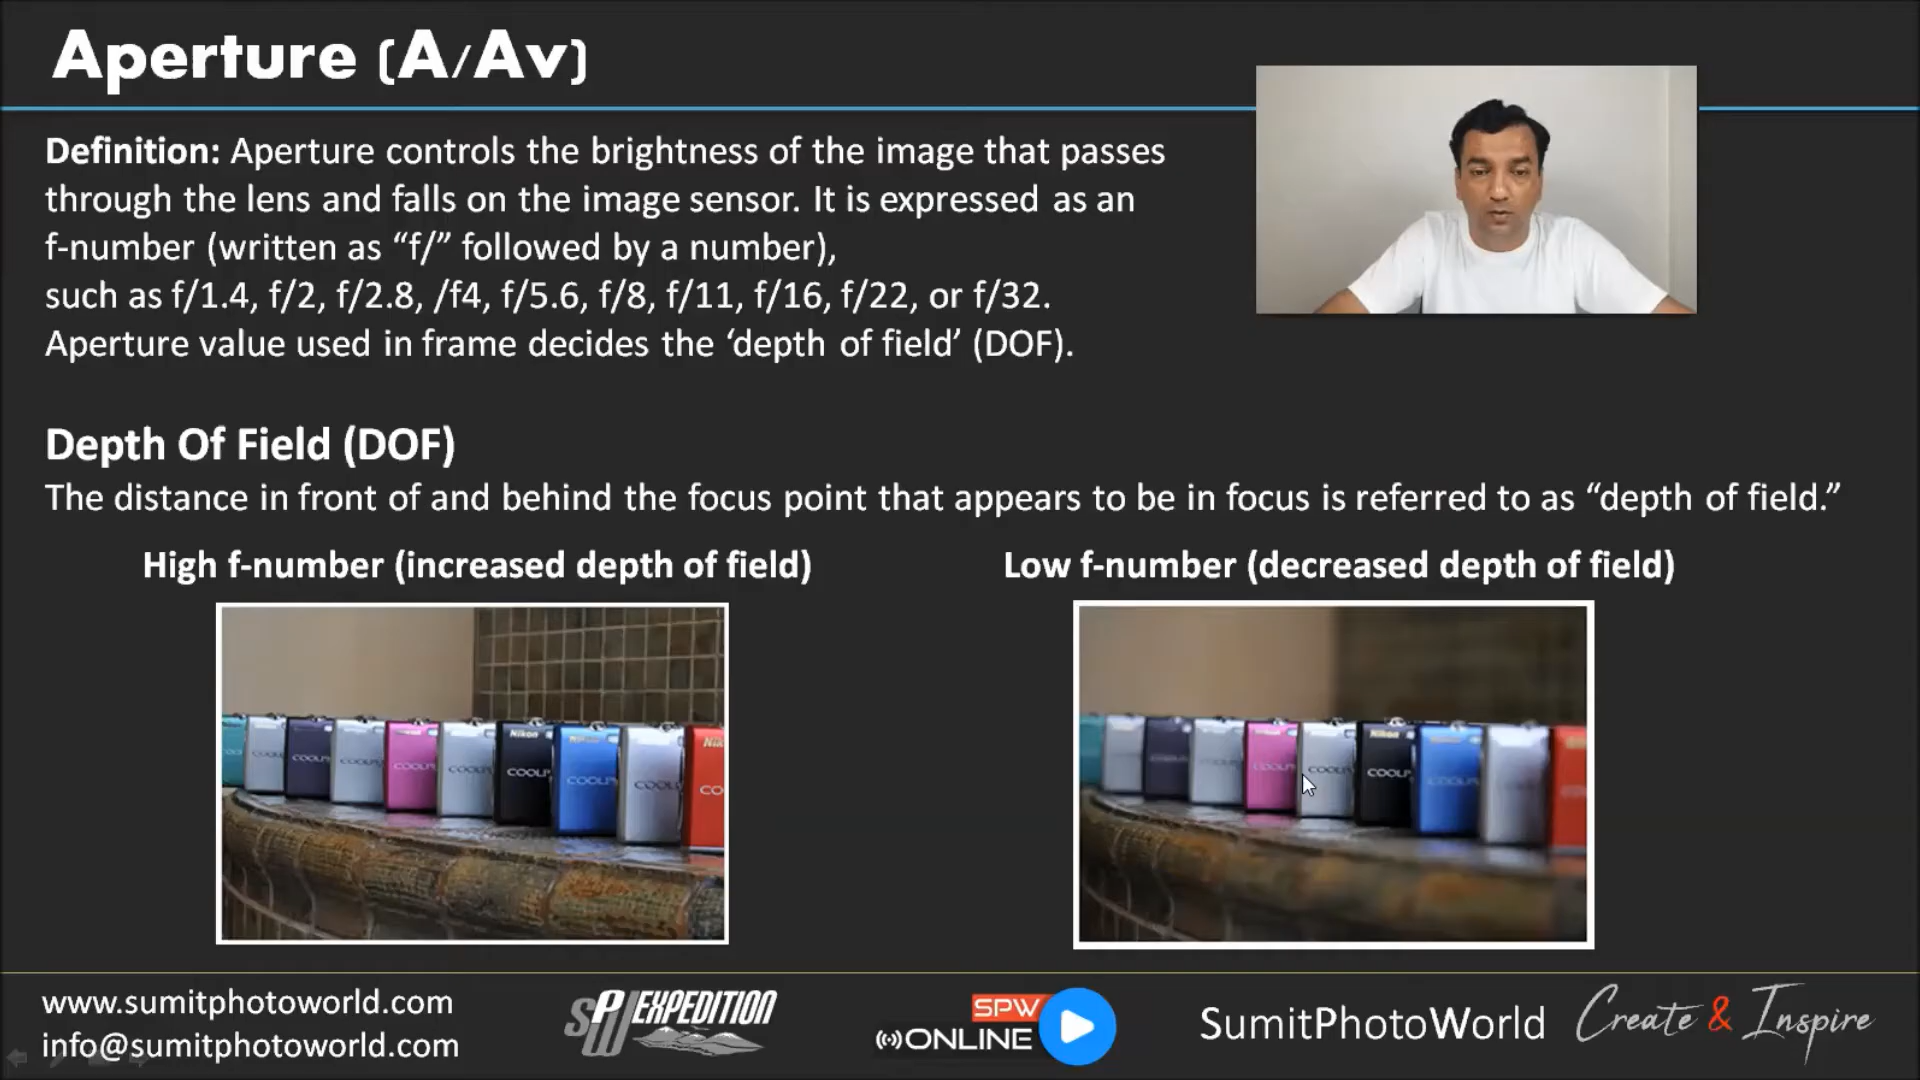 Aperture (A/Av)
Definition: Aperture controls the brightness of the image that passes
through the lens and falls on the image sensor. It is expressed as an
f-number (written as “f/” followed by a number),
such as f/1.4, f/2, f/2.8, /f4, f/5.6, f/8, f/11, f/16, f/22, or f/32.
Aperture value used in frame decides the ‘depth of field’ (DOF).
Depth Of Field (DOF)
The distance in front of and behind the focus point that appears to be in focus is referred to as “depth of field.”
High f-number (increased depth of field)
Low f-number (decreased depth of field)
Nikon
COOLP
Nikon
COOLP
www.sumitphotoworld.com
info@sumitphotoworld.com
SPW EXPEDITION
SPW
ONLINE
SumitPhotoWorld
Create & Inspire